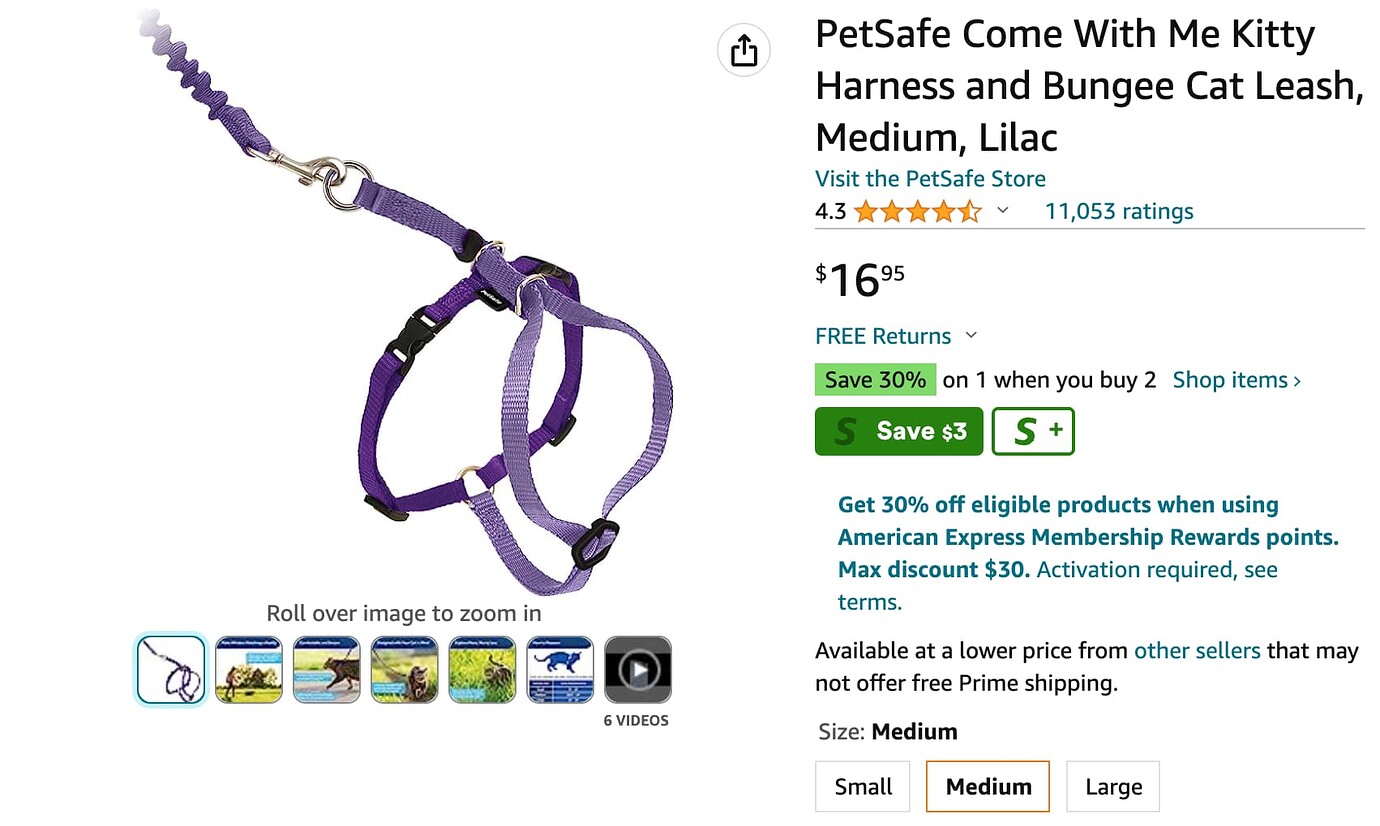 PetSafe Come With Me Kitty
Harness and Bungee Cat Leash,
Medium, Lilac
Visit the PetSafe Store
4.3 11,053 ratings
$16 95
FREE Returns
Save 30% on 1 when you buy 2 Shop items ›
S Save $3 S +
Get 30% off eligible products when using
American Express Membership Rewards points.
Max discount $30. Activation required, see
terms.
Available at a lower price from other sellers that may
not offer free Prime shipping.
Size: Medium
Small Medium Large
PetSafe
Roll over image to zoom in
6 VIDEOS